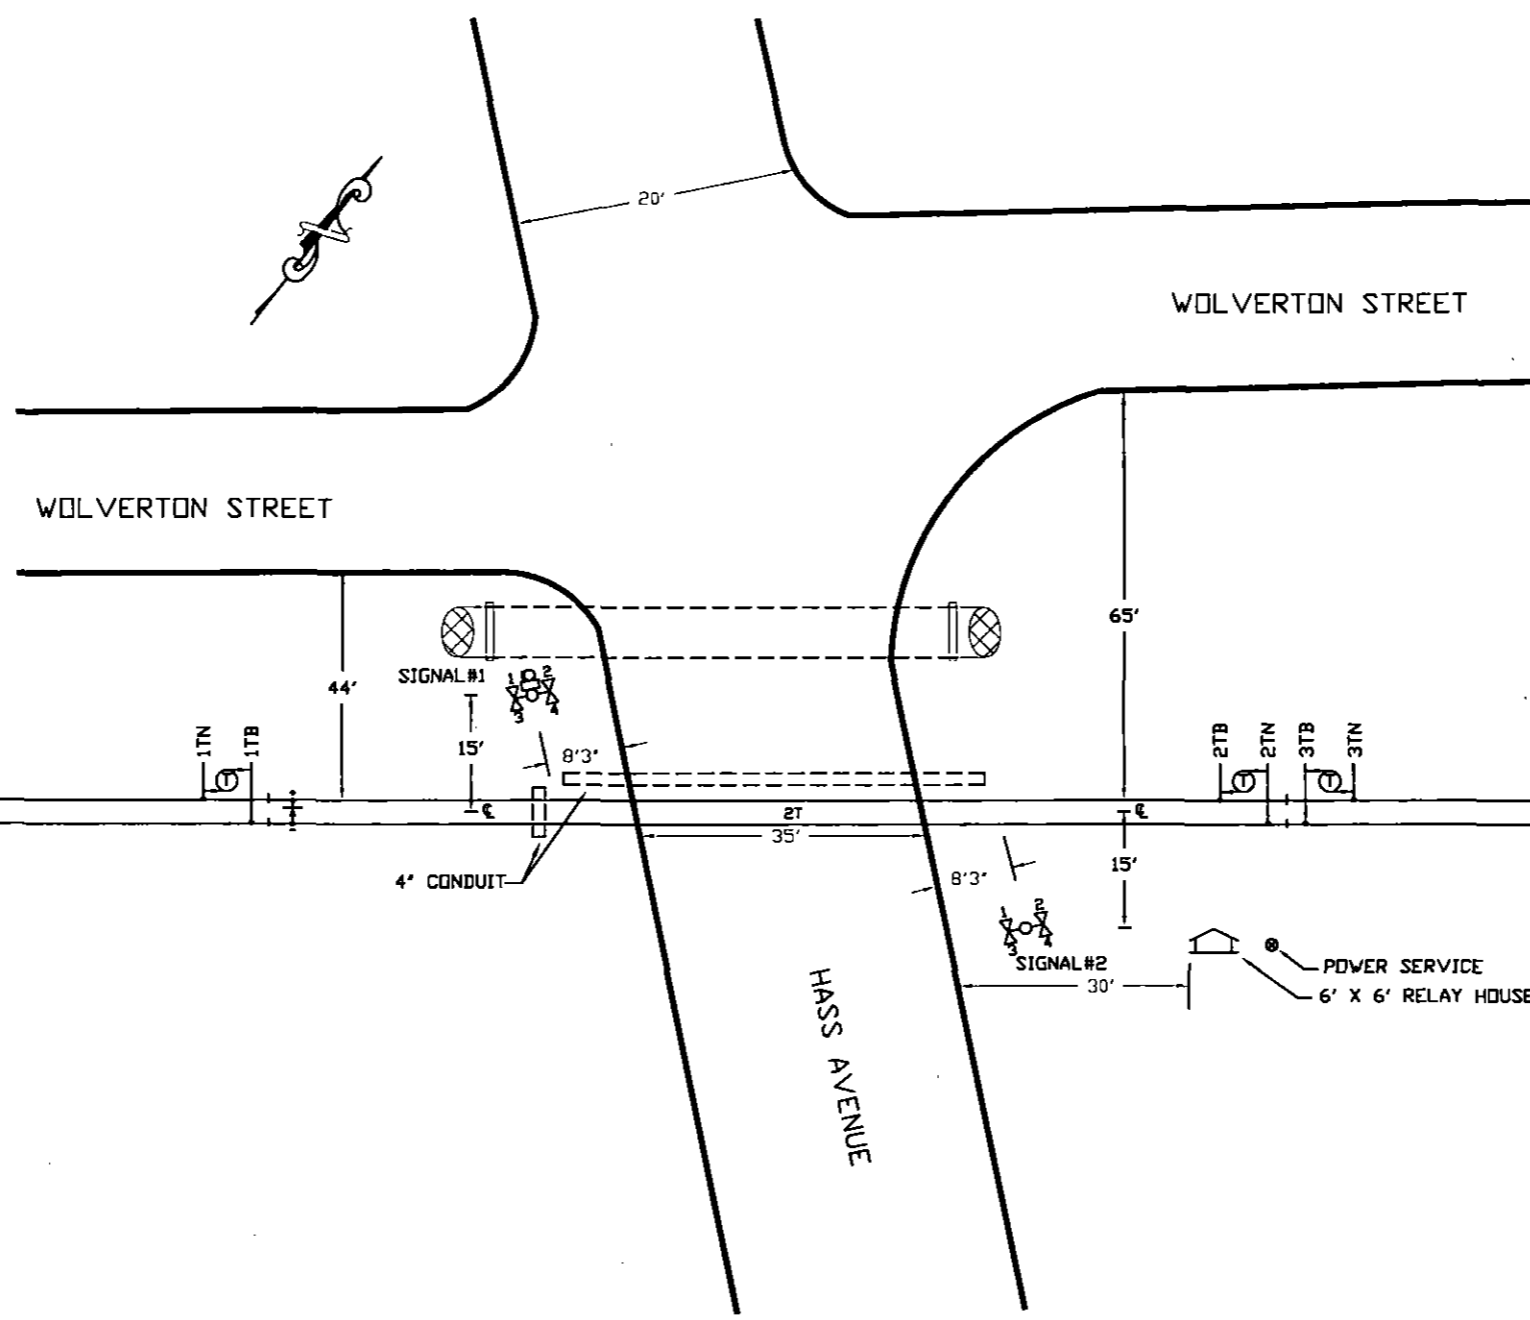 20'
WOLVERTON STREET
WOLVERTON STREET
65'
SIGNAL#1
1 2
3 4
44'
15'
8'3"
1TN
1TB
2TB
2TN
3TB
3TN
T
T
T
℄
2T
℄
35'
4" CONDUIT
15'
8'3"
1 2
3 4
SIGNAL#2
POWER SERVICE
30'
6' X 6' RELAY HOUSE
HASS AVENUE